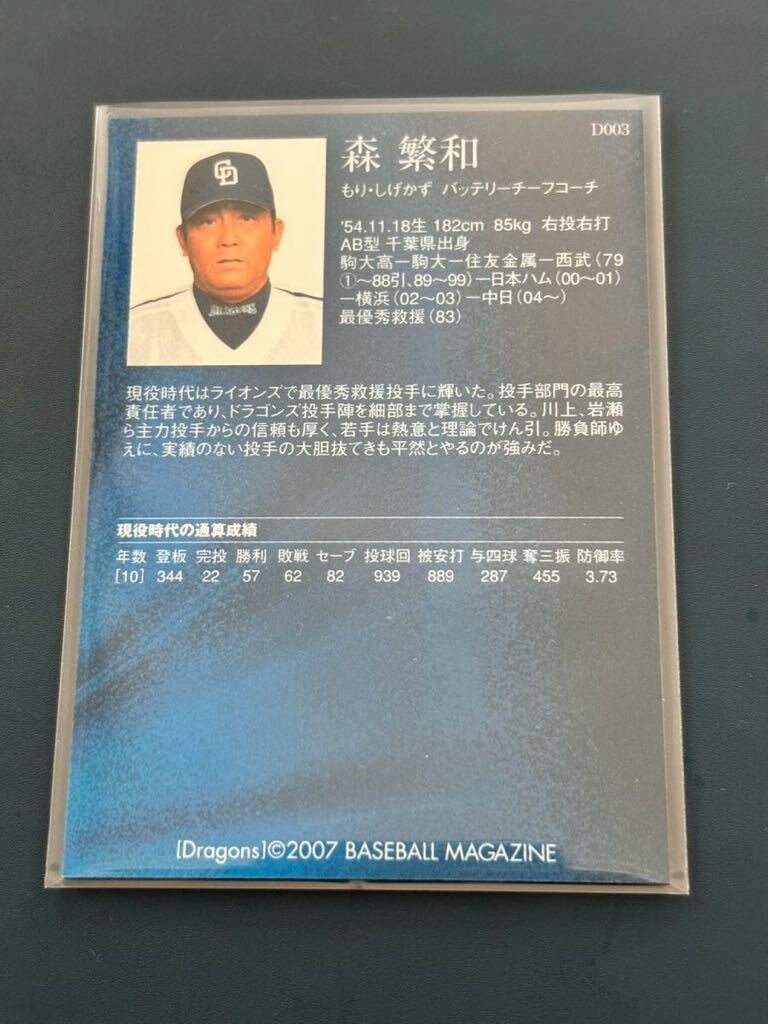 D003
森 繁和
もり・しげかず バッテリーチーフコーチ
'54.11.18生 182cm 85kg 右投右打
AB型 千葉県出身
駒大高ー駒大ー住友金属ー西武(79
①〜88引、89〜99)ー日本ハム(00〜01)
ー横浜(02〜03)ー中日(04〜)
最優秀救援(83)
現役時代はライオンズで最優秀救援投手に輝いた。投手部門の最高
責任者であり、ドラゴンズ投手陣を細部まで掌握している。川上、岩瀬
ら主力投手からの信頼も厚く、若手は熱意と理論でけん引。勝負師ゆ
えに、実績のない投手の大胆抜てきも平然とやるのが強みだ。
現役時代の通算成績
年数 登板 完投 勝利 敗戦 セーブ 投球回 被安打 与四球 奪三振 防御率
[10] 344 22 57 62 82 939 889 287 455 3.73
[Dragons]©2007 BASEBALL MAGAZINE